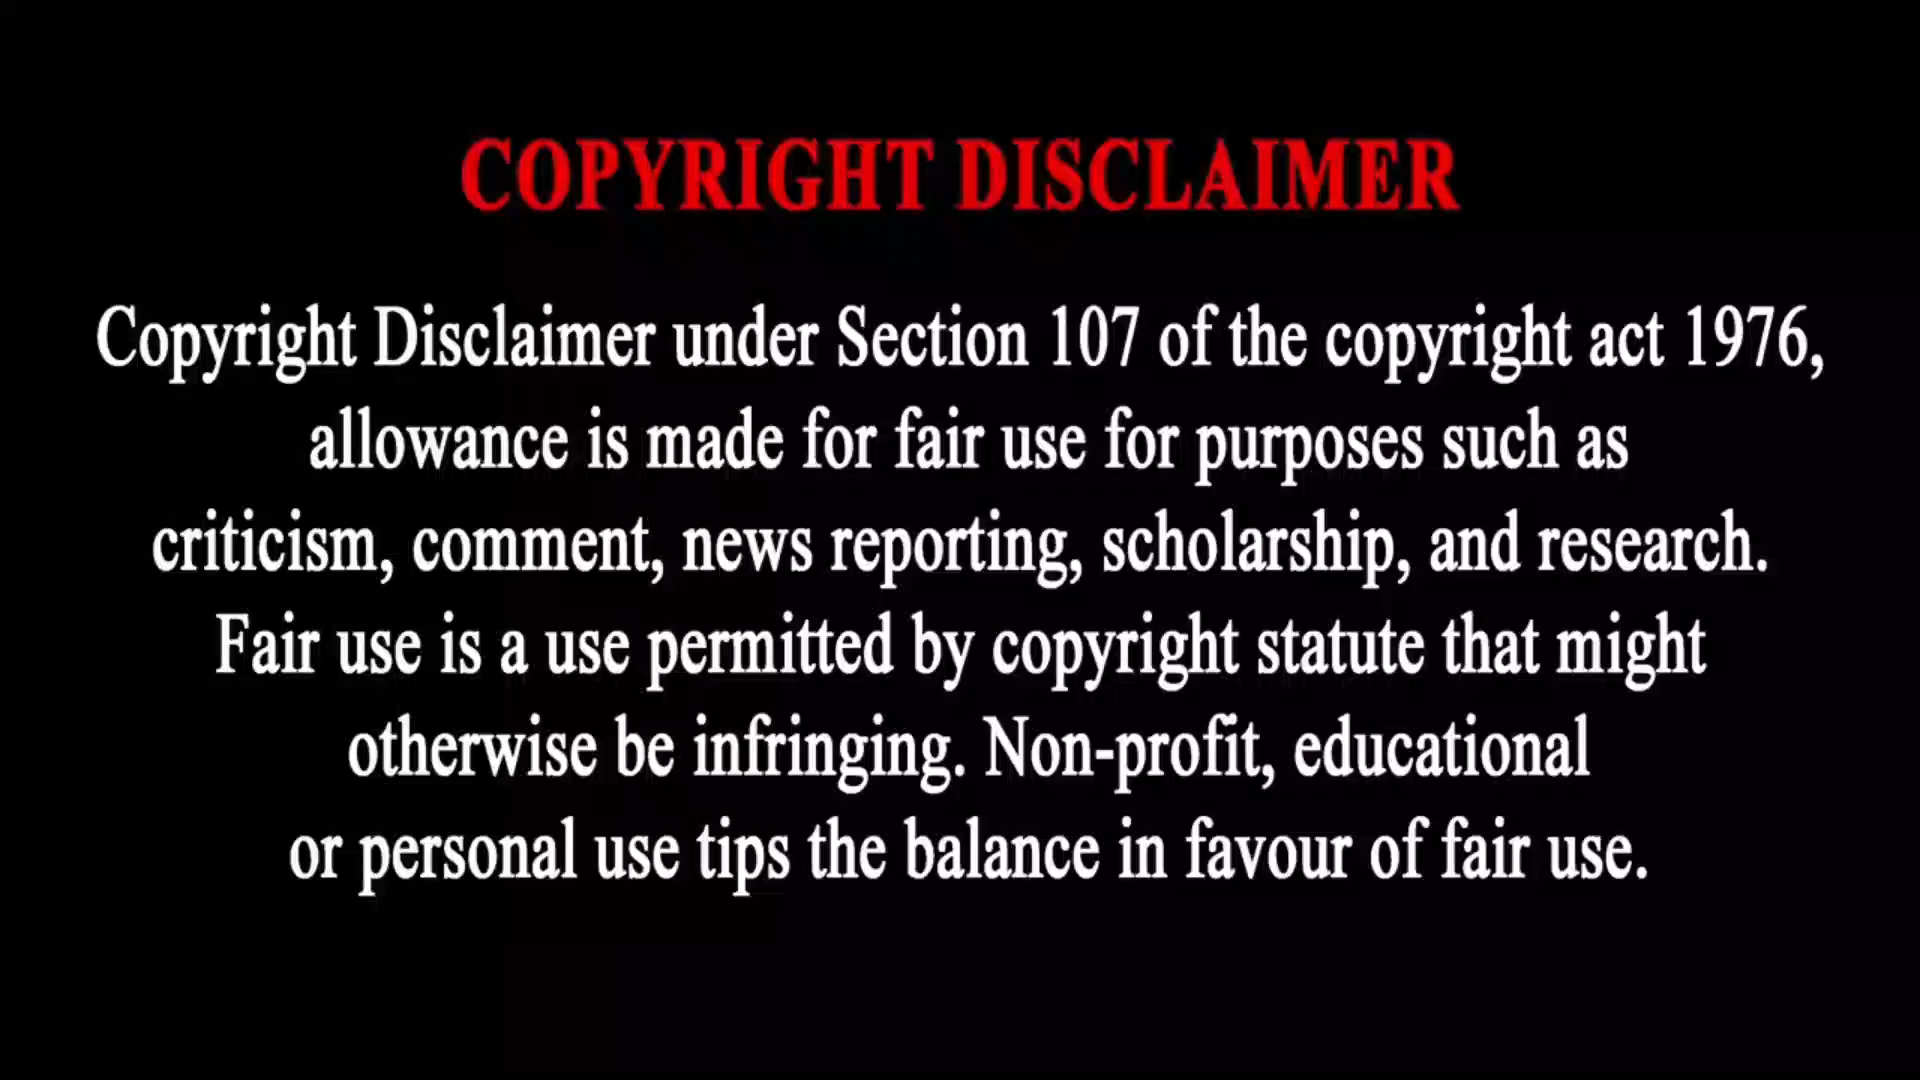 COPYRIGHT DISCLAIMER
Copyright Disclaimer under Section 107 of the copyright act 1976,
allowance is made for fair use for purposes such as
criticism, comment, news reporting, scholarship, and research.
Fair use is a use permitted by copyright statute that might
otherwise be infringing. Non-profit, educational
or personal use tips the balance in favour of fair use.